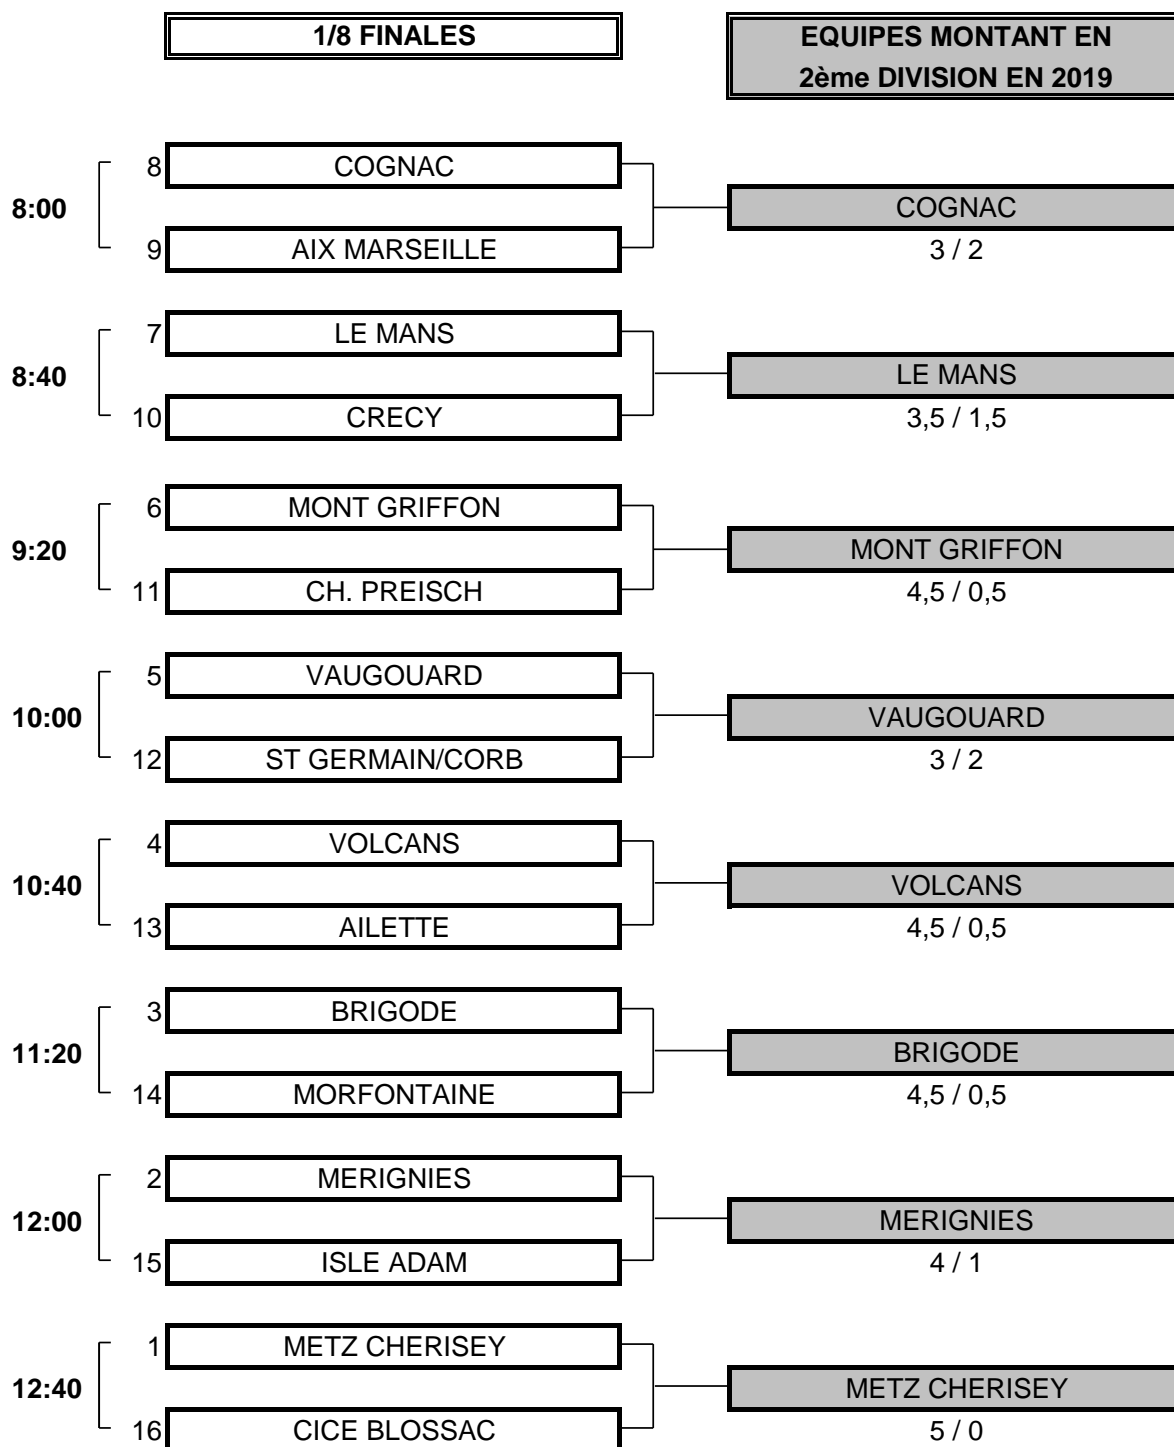 1/8 FINALES
EQUIPES MONTANT EN
2ème DIVISION EN 2019
8 COGNAC
8:00
COGNAC
9 AIX MARSEILLE
3 / 2
7 LE MANS
8:40
LE MANS
10 CRECY
3,5 / 1,5
6 MONT GRIFFON
9:20
MONT GRIFFON
11 CH. PREISCH
4,5 / 0,5
5 VAUGOUARD
10:00
VAUGOUARD
12 ST GERMAIN/CORB
3 / 2
4 VOLCANS
10:40
VOLCANS
13 AILETTE
4,5 / 0,5
3 BRIGODE
11:20
BRIGODE
14 MORFONTAINE
4,5 / 0,5
2 MERIGNIES
12:00
MERIGNIES
15 ISLE ADAM
4 / 1
1 METZ CHERISEY
12:40
METZ CHERISEY
16 CICE BLOSSAC
5 / 0